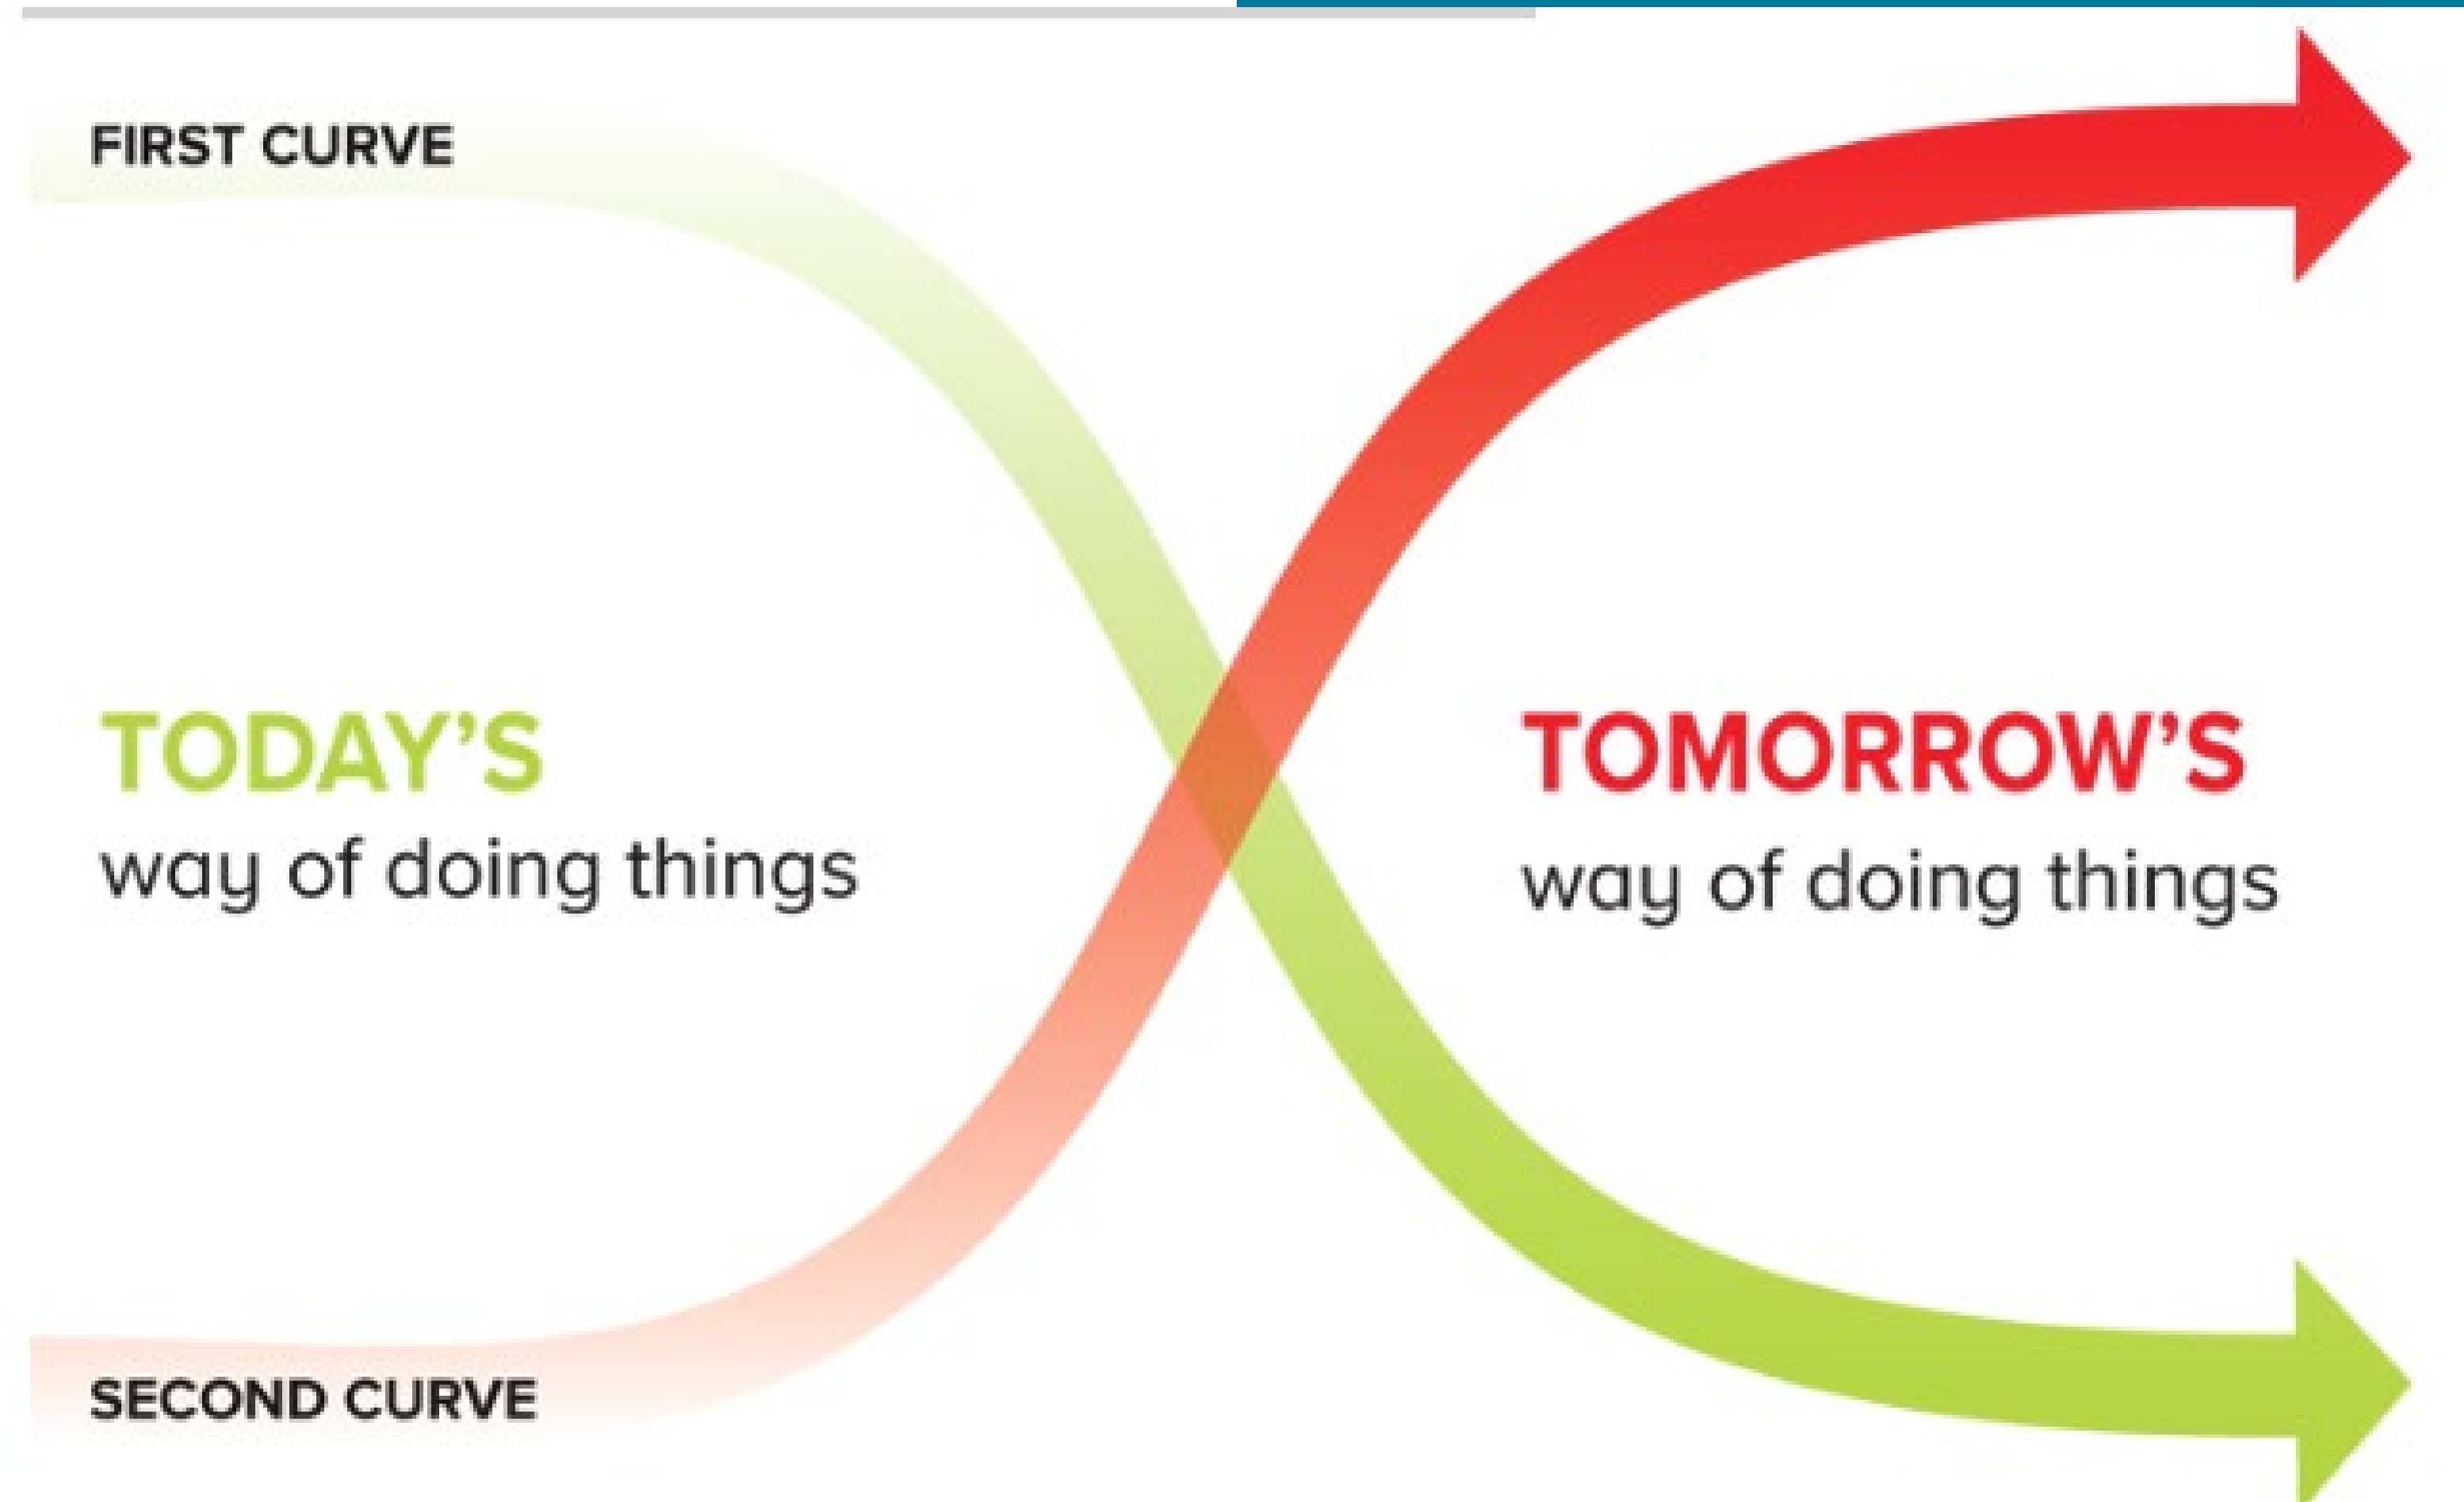 FIRST CURVE
TODAY’S
way of doing things
TOMORROW’S
way of doing things
SECOND CURVE